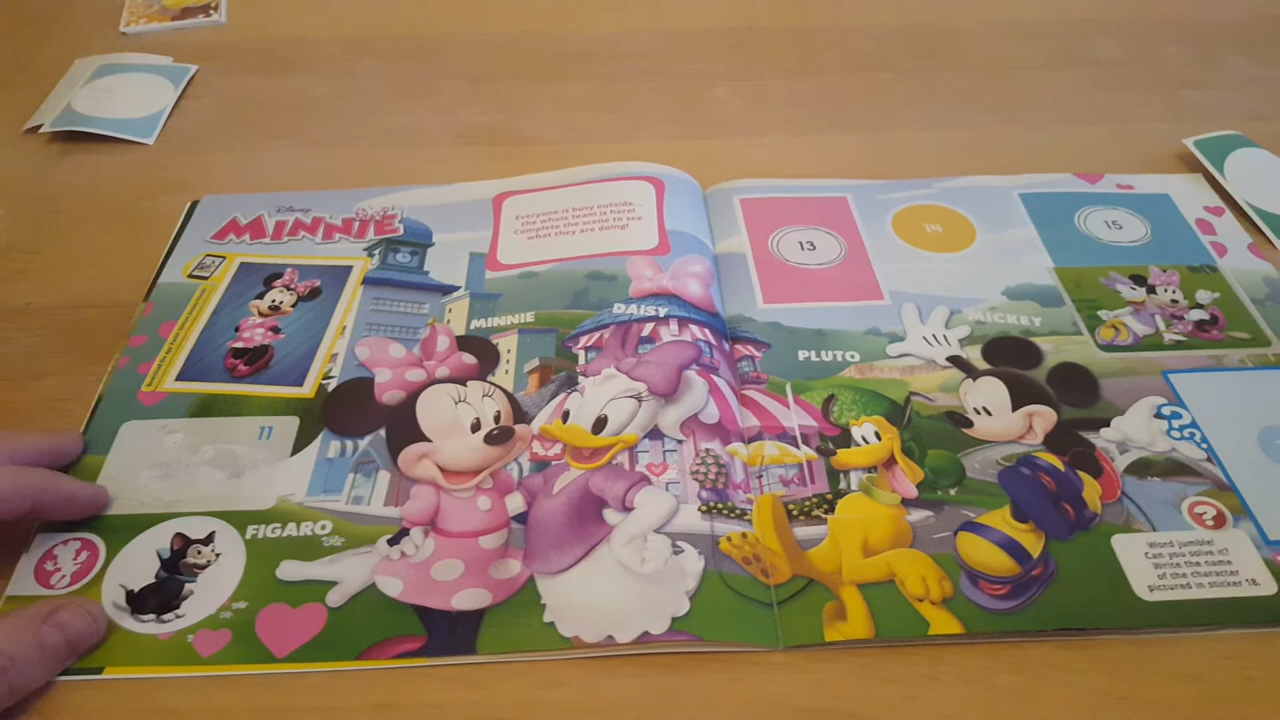 Disney
MINNIE
Everyone is busy outside...
the whole team is here!
Complete the scene to see
what they are doing!
13
14
15
MINNIE
DAISY
MICKEY
PLUTO
11
FIGARO
??
?
Word jumble!
Can you solve it?
Write the name
of the character
pictured in sticker 18.